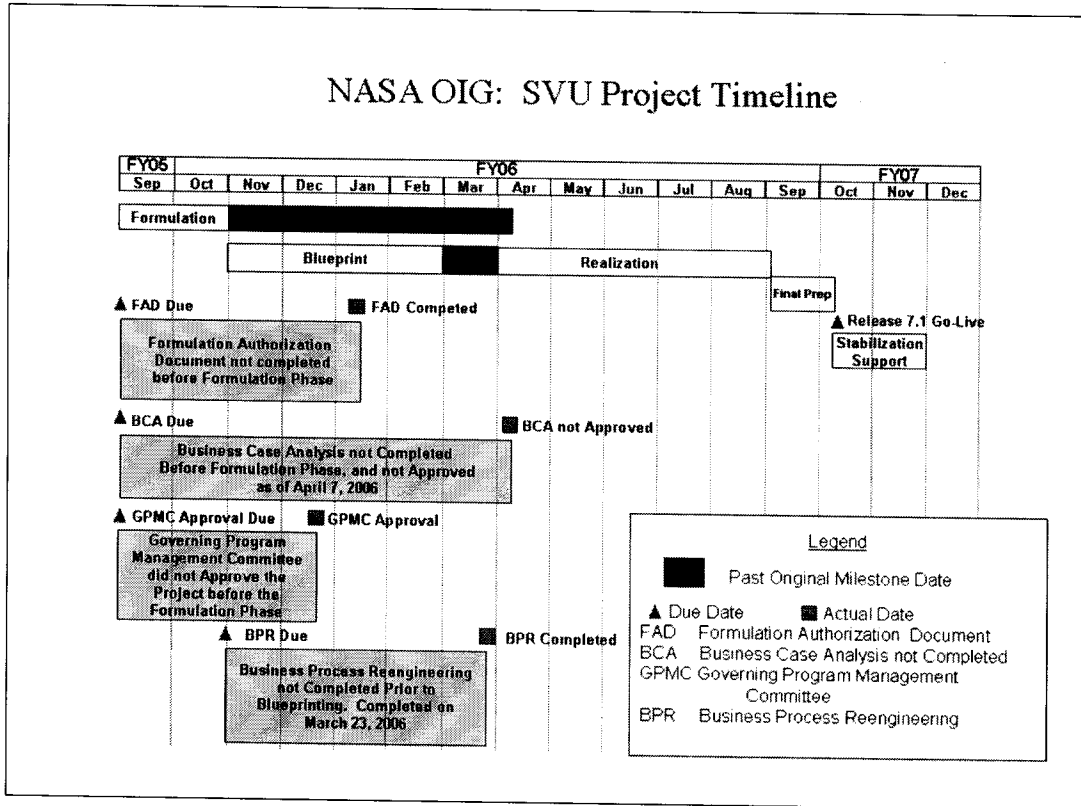 NASA OIG: SVU Project Timeline
FY05 FY06 FY07
Sep Oct Nov Dec Jan Feb Mar Apr May Jun Jul Aug Sep Oct Nov Dec
Formulation
Blueprint Realization
Final Prep
FAD Due FAD Competed
Release 7.1 Go-Live
Formulation Authorization
Document not completed
before Formulation Phase
Stabilization
Support
BCA Due BCA not Approved
Business Case Analysis not Completed
Before Formulation Phase, and not Approved
as of April 7, 2006
GPMC Approval Due GPMC Approval
Governing Program
Management Committee
did not Approve the
Project before the
Formulation Phase
BPR Due BPR Completed
Business Process Reengineering
not Completed Prior to
Blueprinting. Completed on
March 23, 2006
Legend
Past Original Milestone Date
Due Date Actual Date
FAD Formulation Authorization Document
BCA Business Case Analysis not Completed
GPMC Governing Program Management
Committee
BPR Business Process Reengineering